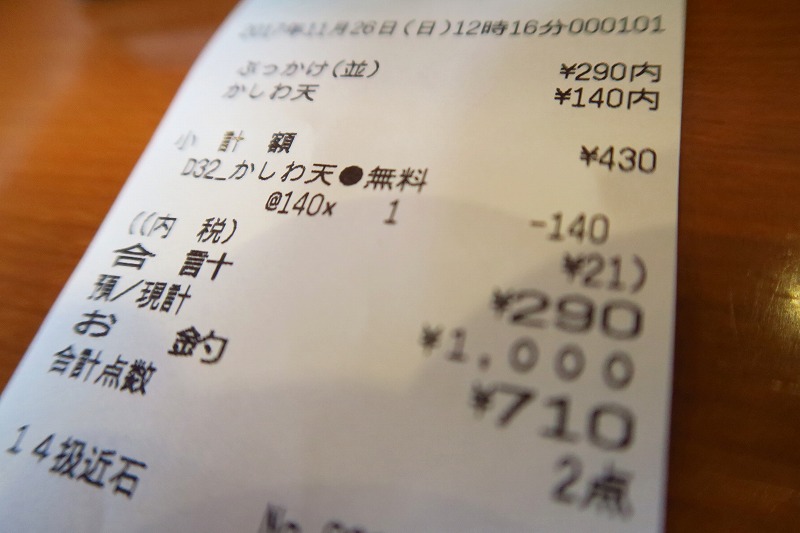 2017年11月26日(日)12時16分000101
ぶっかけ(並) ¥290内
かしわ天 ¥140内
小 計 額 ¥430
D32_かしわ天●無料
@140x 1 -140
((内 税) ¥21)
合 計 ¥290
預/現計 ¥1,000
お 釣 ¥710
合計点数 2点
14扱近石
No